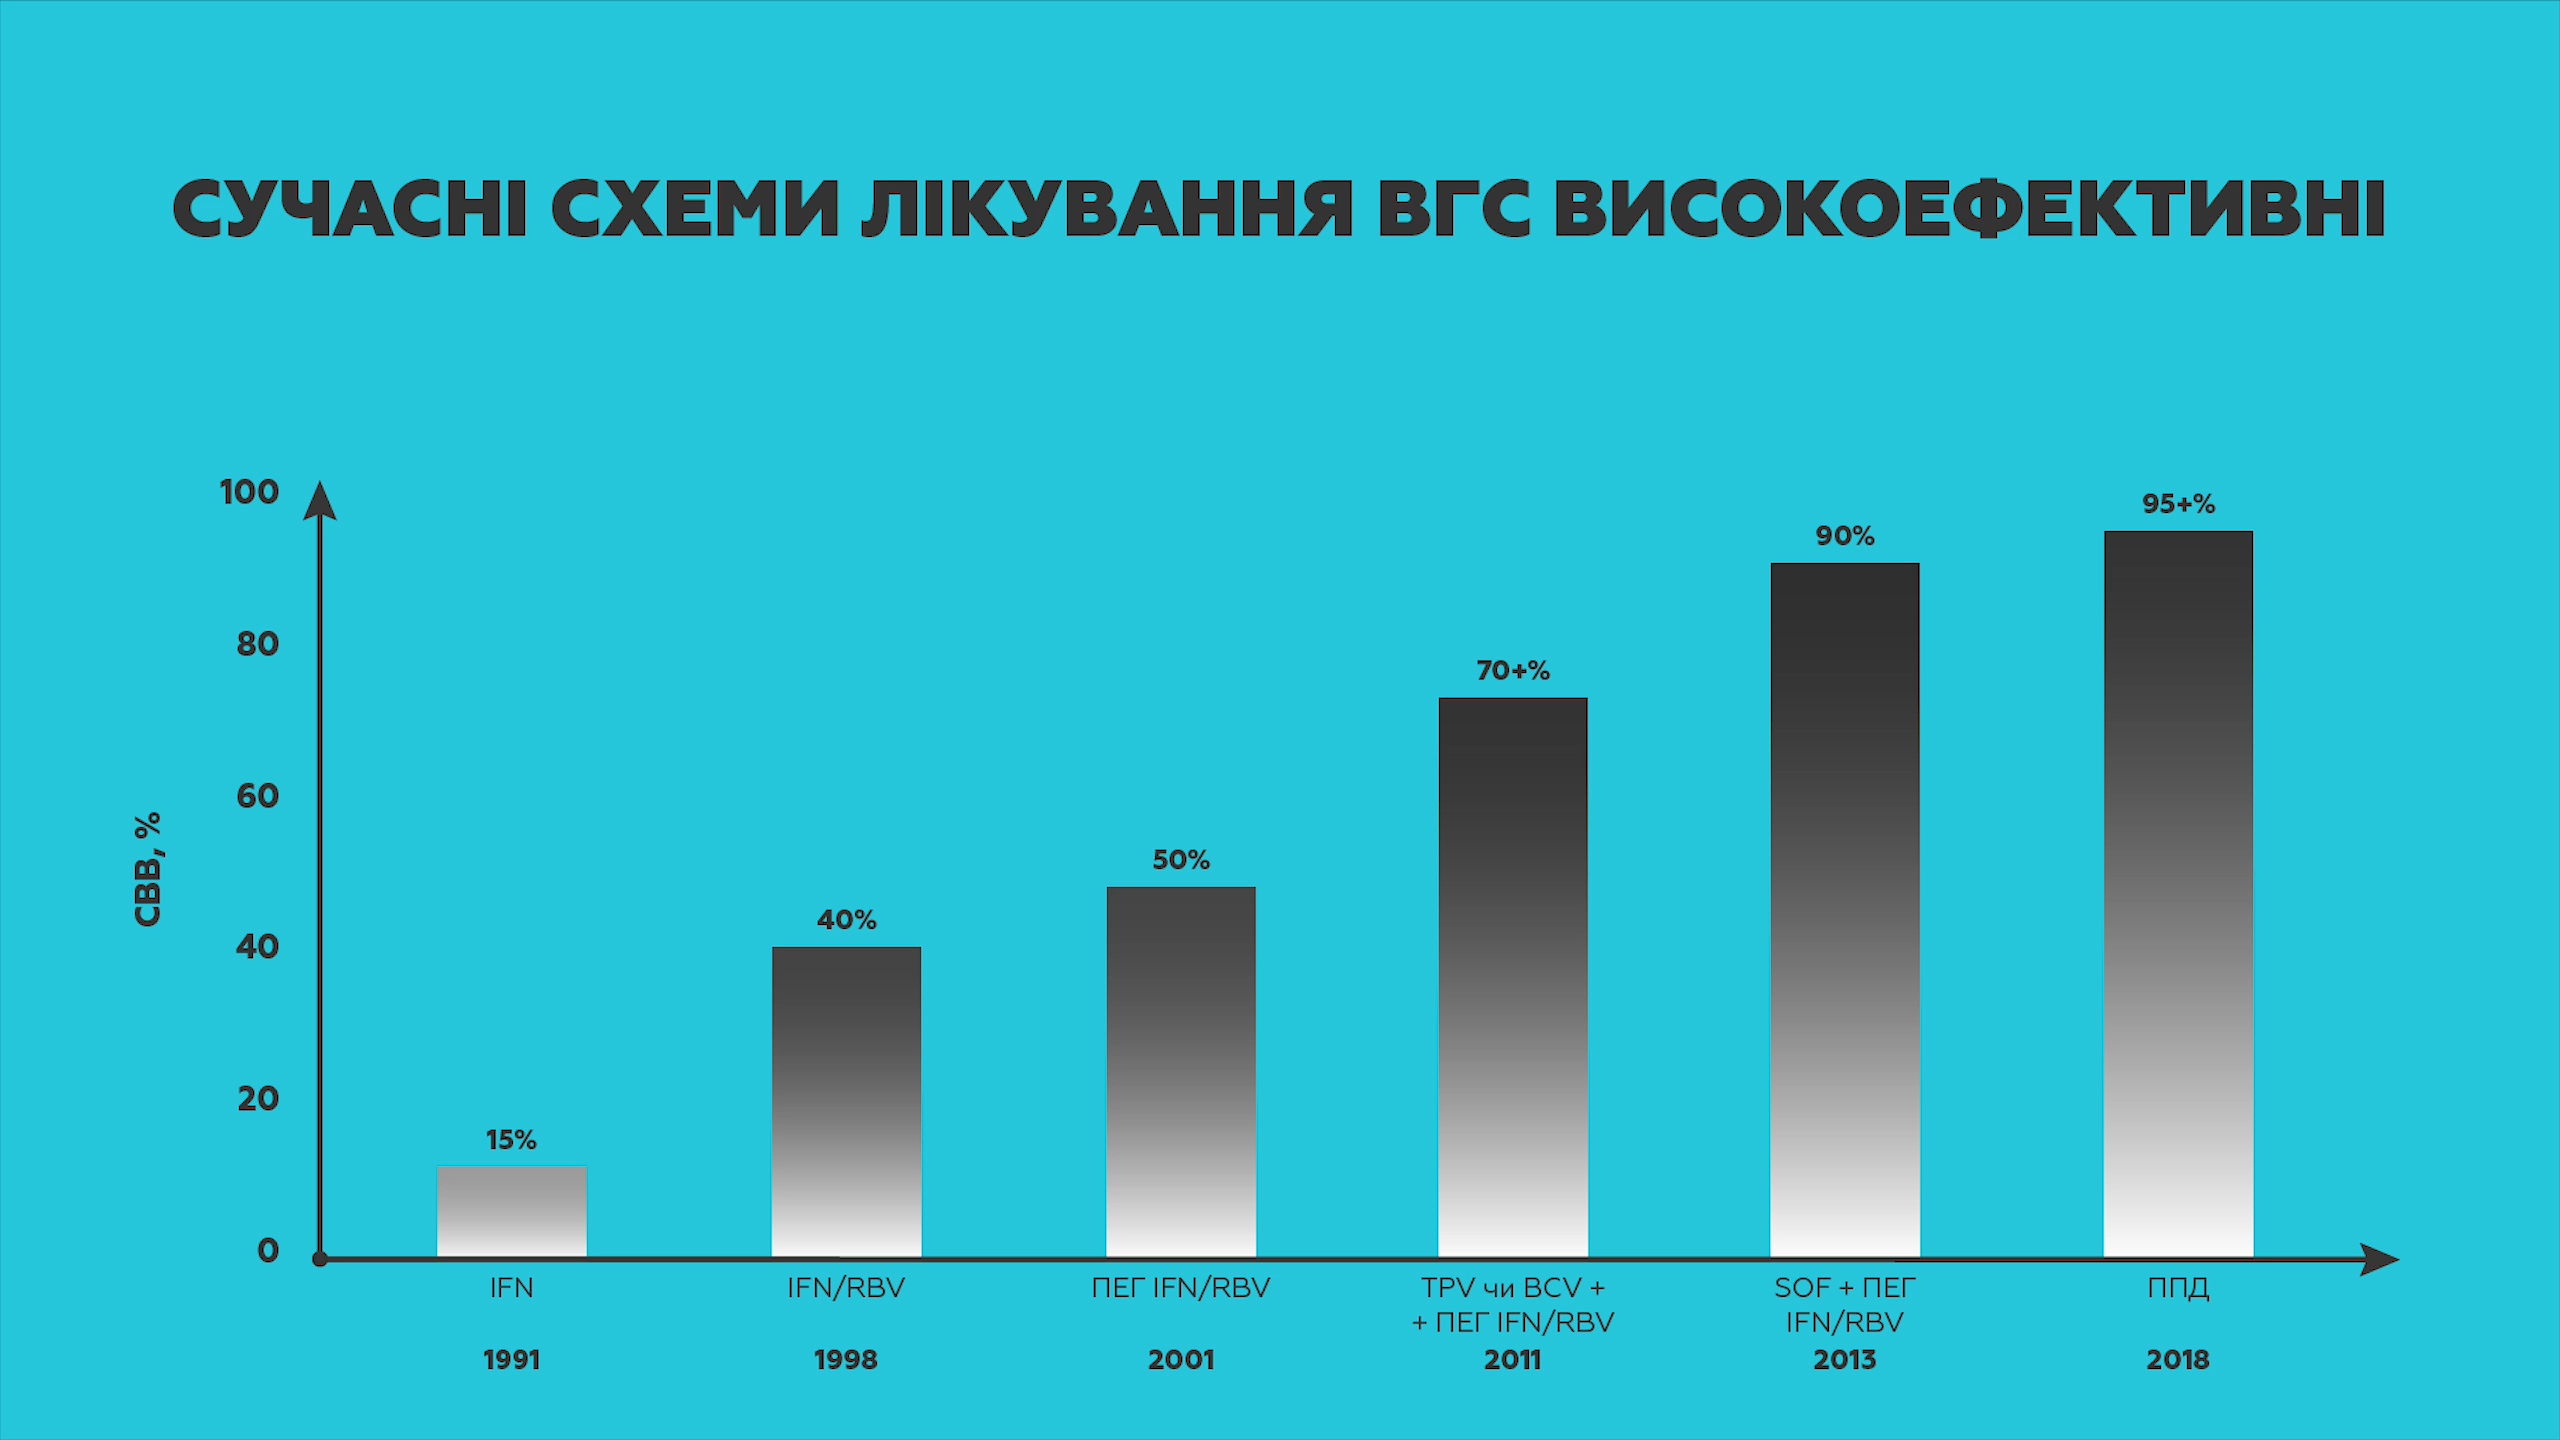 СУЧАСНІ СХЕМИ ЛІКУВАННЯ ВГС ВИСОКОЕФЕКТИВНІ
СВВ, %
100
80
60
40
20
0
15%
40%
50%
70+%
90%
95+%
IFN
IFN/RBV
ПЕГ IFN/RBV
TPV чи BCV +
+ ПЕГ IFN/RBV
SOF + ПЕГ
IFN/RBV
ППД
1991
1998
2001
2011
2013
2018